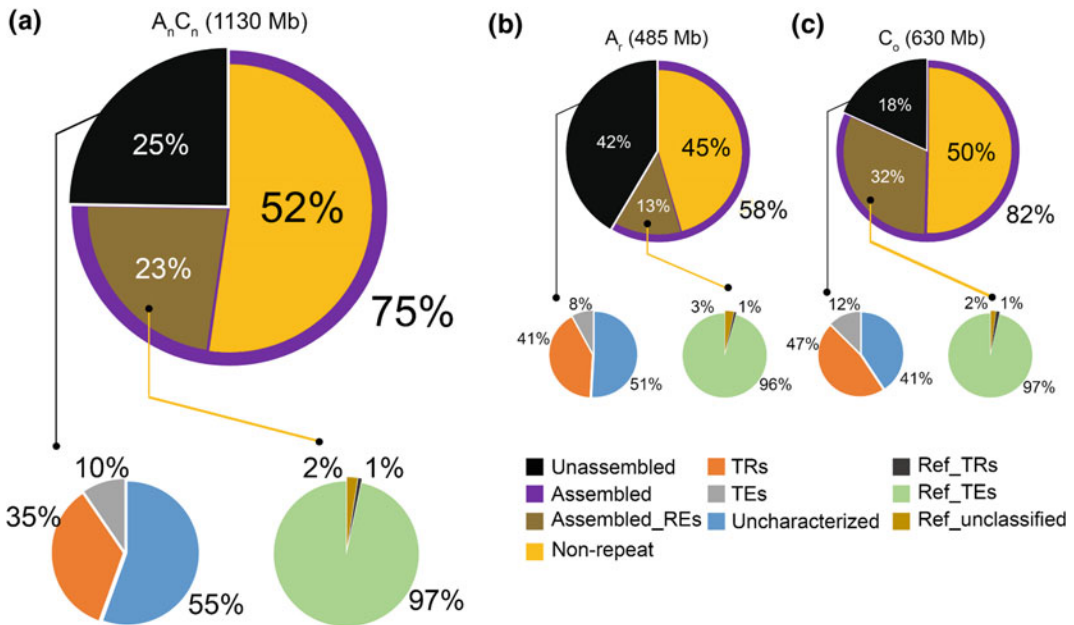 (a)
AₙCₙ (1130 Mb)
25%
52%
23%
75%
10%
35%
55%
2%
1%
97%
(b)
Aᵣ (485 Mb)
42%
45%
13%
58%
8%
41%
51%
3%
1%
96%
(c)
Cₒ (630 Mb)
18%
50%
32%
82%
12%
47%
41%
2%
1%
97%
Unassembled
Assembled
Assembled_REs
Non-repeat
TRs
TEs
Uncharacterized
Ref_TRs
Ref_TEs
Ref_unclassified